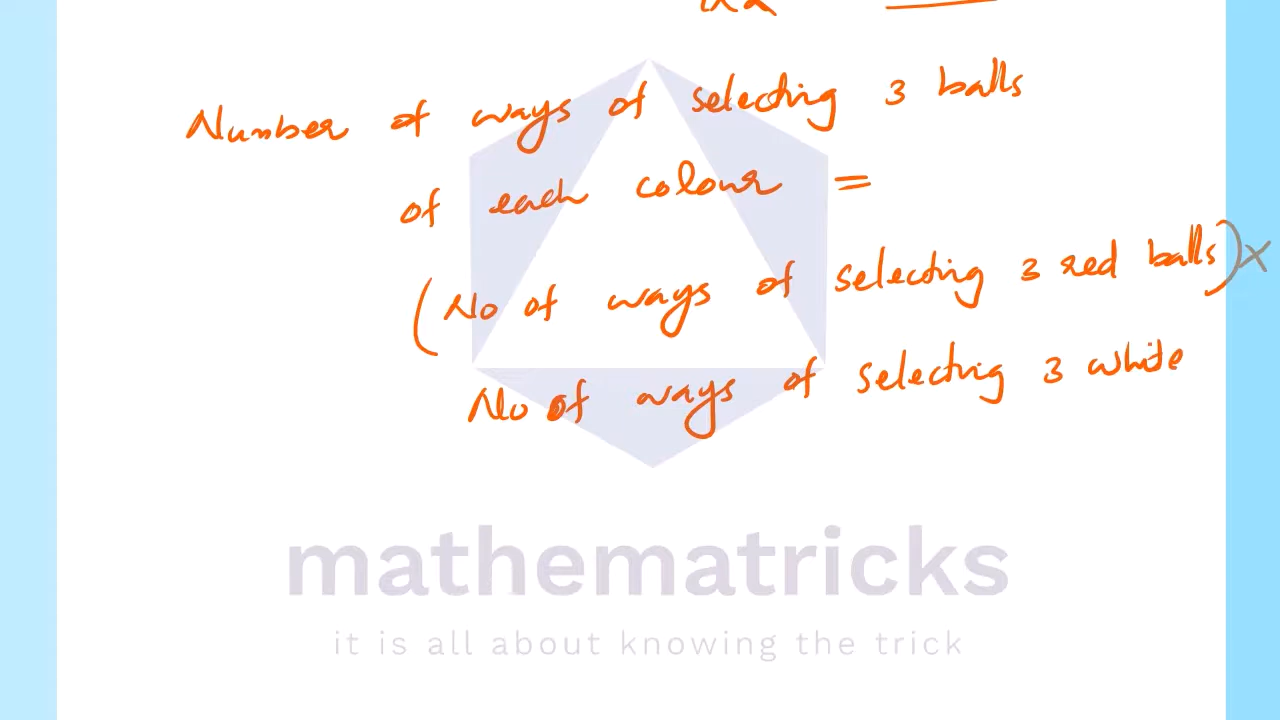 Number of ways of selecting 3 balls
of each colour =
(No of ways of selecting 3 red balls) ×
No of ways of selecting 3 white
mathematricks
it is all about knowing the trick